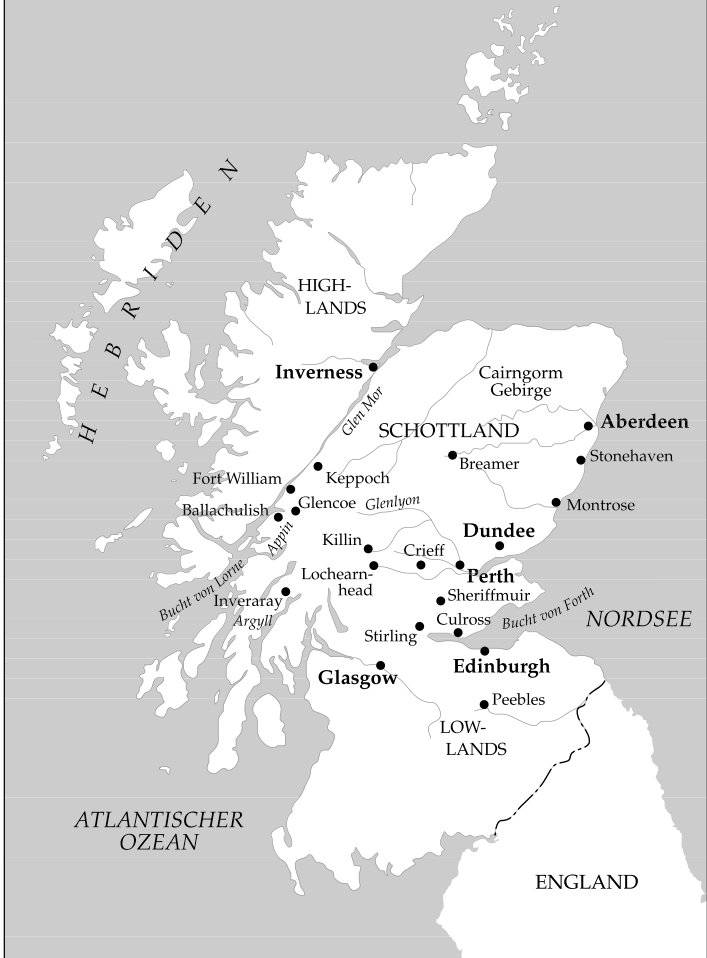 HEBRIDEN
HIGH-
LANDS
Inverness
Glen Mor
Cairngorm
Gebirge
SCHOTTLAND
Aberdeen
Breamer
Stonehaven
Keppoch
Fort William
Glencoe
Glenlyon
Montrose
Ballachulish
Appin
Killin
Crieff
Dundee
Lochearn-
head
Perth
Bucht von Lorne
Inveraray
Argyll
Sheriffmuir
Bucht von Forth
Culross
Stirling
NORDSEE
Edinburgh
Glasgow
Peebles
LOW-
LANDS
ATLANTISCHER
OZEAN
ENGLAND